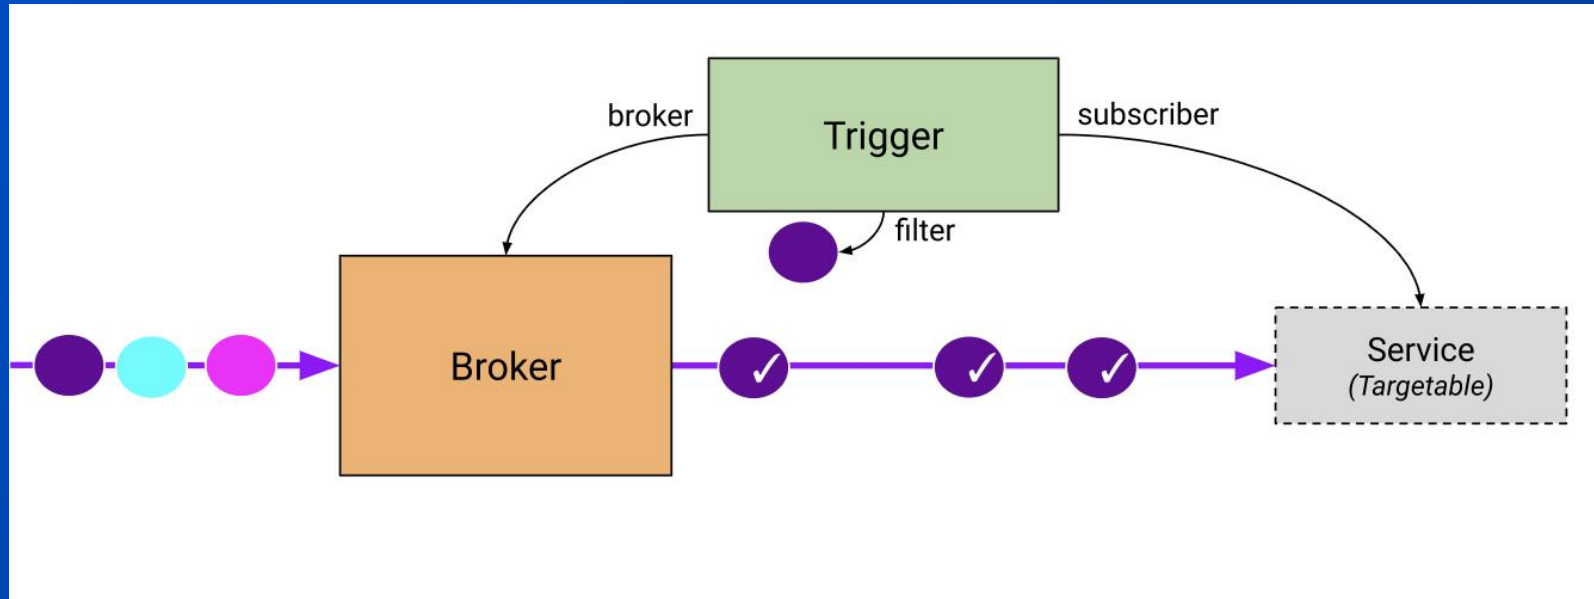 broker
Trigger
subscriber
filter
Broker
Service
(Targetable)